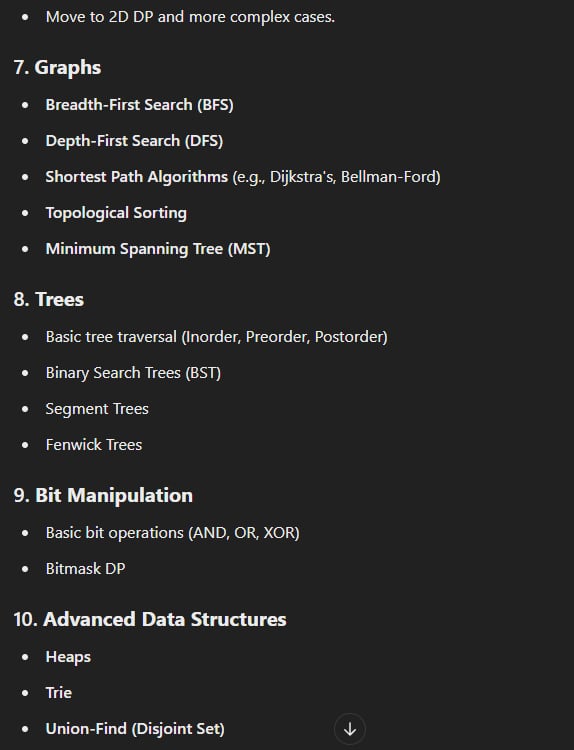 • Move to 2D DP and more complex cases.
7. Graphs
• Breadth-First Search (BFS)
• Depth-First Search (DFS)
• Shortest Path Algorithms (e.g., Dijkstra's, Bellman-Ford)
• Topological Sorting
• Minimum Spanning Tree (MST)
8. Trees
• Basic tree traversal (Inorder, Preorder, Postorder)
• Binary Search Trees (BST)
• Segment Trees
• Fenwick Trees
9. Bit Manipulation
• Basic bit operations (AND, OR, XOR)
• Bitmask DP
10. Advanced Data Structures
• Heaps
• Trie
• Union-Find (Disjoint Set)